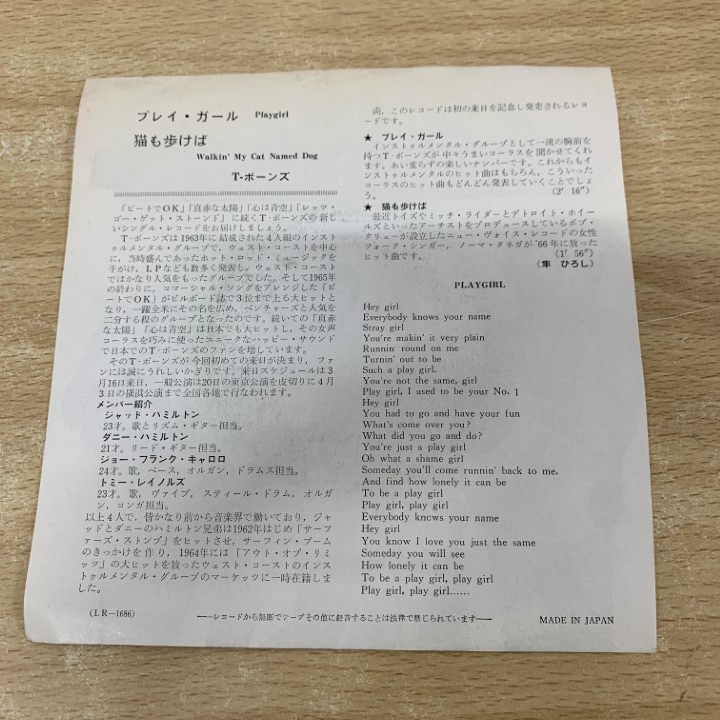 プレイ・ガール Playgirl
猫も歩けば
Walkin' My Cat Named Dog
T-ボーンズ
「ビートでOK」「真赤な太陽」「心は青空」「レッツ・
ゴー・ゲット・ストーンド」に続くT-ボーンズの新し
いシングル・レコードをお届けしましょう。
T-ボーンズは1963年に結成された4人組のインスト
ゥルメンタル・グループで、ウェスト・コーストを中心
に、当時盛んであったホット・ロッド・ミュージックを
手がけ、LPなども数多く発表し、ウェスト・コースト
ではかなり人気をもったグループでした。そして1965年
の終わりに、コマーシャル・ソングをアレンジした「ビ
ートでOK」がビルボード誌で3位まで上る大ヒットとな
り、一躍全米にその名を広め、ベンチャーズと人気を
二分する程のグループとなったのです。続いての「真赤
な太陽」「心は青空」は日本でも大ヒットし、その女声
コーラスを巧みに使ったユニークなハッピー・サウンド
で日本でのT-ボーンズのファンを増しています。
そのT-ボーンズが今回初めての来日が決まり、ファ
ンには誠にうれしいかぎりです。来日スケジュールは3
月16日来日、一般公演は20日の東京公演を皮切りに4月
3日の横浜公演まで全国各地で行なわれます。
メンバー紹介
ジャッド・ハミルトン
23才。歌とリズム・ギター担当。
ダニー・ハミルトン
21才。リード・ギター担当。
ジョー・フランク・キャロロ
24才。歌、ベース、オルガン、ドラムス担当。
トミー・レイノルズ
23才。歌、ヴァイブ、スティール・ドラム、オルガ
ン、コンガ担当。
以上4人で、皆かなり前から音楽界で働いており、ジャ
ッドとダニーのハミルトン兄弟は1962年はじめ「サーフ
ァーズ・ストンプ」をヒットさせ、サーフィン・ブーム
のきっかけを作り、1964年には「アウト・オブ・リミ
ッツ」の大ヒットを放ったウェスト・コーストのインス
トゥルメンタル・グループのマーケッツに一時在籍しま
した。
(LR-1686)
尚、このレコードは初の来日を記念し発売されるレコ
ードです。
★ プレイ・ガール
インストゥルメンタル・グループとして一流の腕前を
持つT-ボーンズが中々うまいコーラスを聞かせてくれ
ます。あい変らずの楽しいナンバーです。これからもイ
ンストゥルメンタルのヒット曲はもちろん、こういった
コーラスのヒット曲もどんどん発表していくことでしょ
う。 (2′16″)
★ 猫も歩けば
最近トイズやミッチ・ライダーとデトロイト・ホイー
ルズといったアーチストをプロデュースしているボブ・
クリューが設立したニュー・ヴォイス・レコードの女性
フォーク・シンガー、ノーマ・タネガが'66年に放った
ヒット曲です。 (1′56″)
(隼 ひろし)
PLAYGIRL
Hey girl
Everybody knows your name
Stray girl
You're makin' it very plain
Runnin' round on me
Turnin' out to be
Such a play girl.
You're not the same, girl
Play girl, I used to be your No. 1
Hey girl
You had to go and have your fun
What's come over you?
What did you go and do?
You're just a play girl
Oh what a shame girl
Someday you'll come runnin' back to me.
And find how lonely it can be
To be a play girl
Play girl, play girl
Everybody kncws your name
Hey girl
You know I love you just the same
Someday you will see
How lonely it can be
To be a play girl, play girl
Play girl, play girl……
──レコードから無断でテープその他に録音することは法律で禁じられています──
MADE IN JAPAN